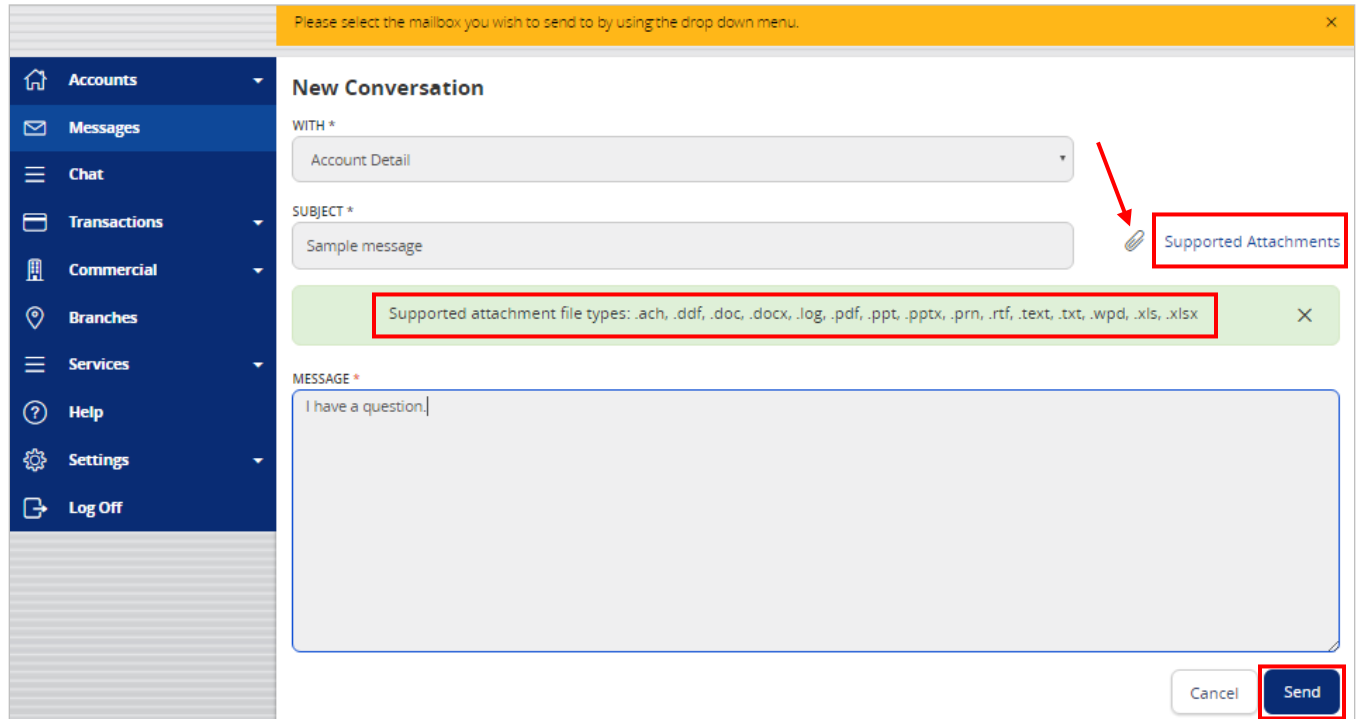 Please select the mailbox you wish to send to by using the drop down menu.
Accounts
Messages
Chat
Transactions
Commercial
Branches
Services
Help
Settings
Log Off
New Conversation
WITH *
Account Detail
SUBJECT *
Sample message
Supported Attachments
Supported attachment file types: .ach, .ddf, .doc, .docx, .log, .pdf, .ppt, .pptx, .prn, .rtf, .text, .txt, .wpd, .xls, .xlsx
MESSAGE *
I have a question.
Cancel
Send